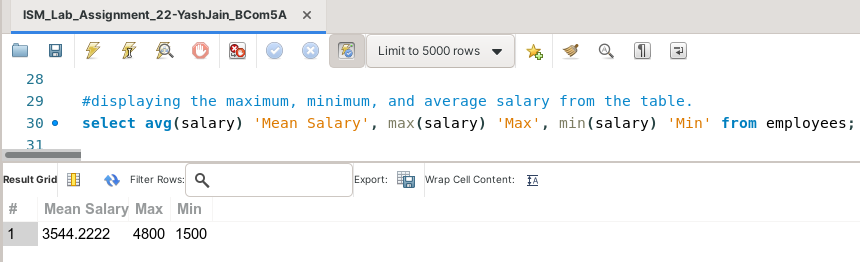 ISM_Lab_Assignment_22-YashJain_BCom5A ×
Limit to 5000 rows
28
29 #displaying the maximum, minimum, and average salary from the table.
30 select avg(salary) 'Mean Salary', max(salary) 'Max', min(salary) 'Min' from employees;
31
Result Grid Filter Rows: Export: Wrap Cell Content: IA
# Mean Salary Max Min
1 3544.2222 4800 1500